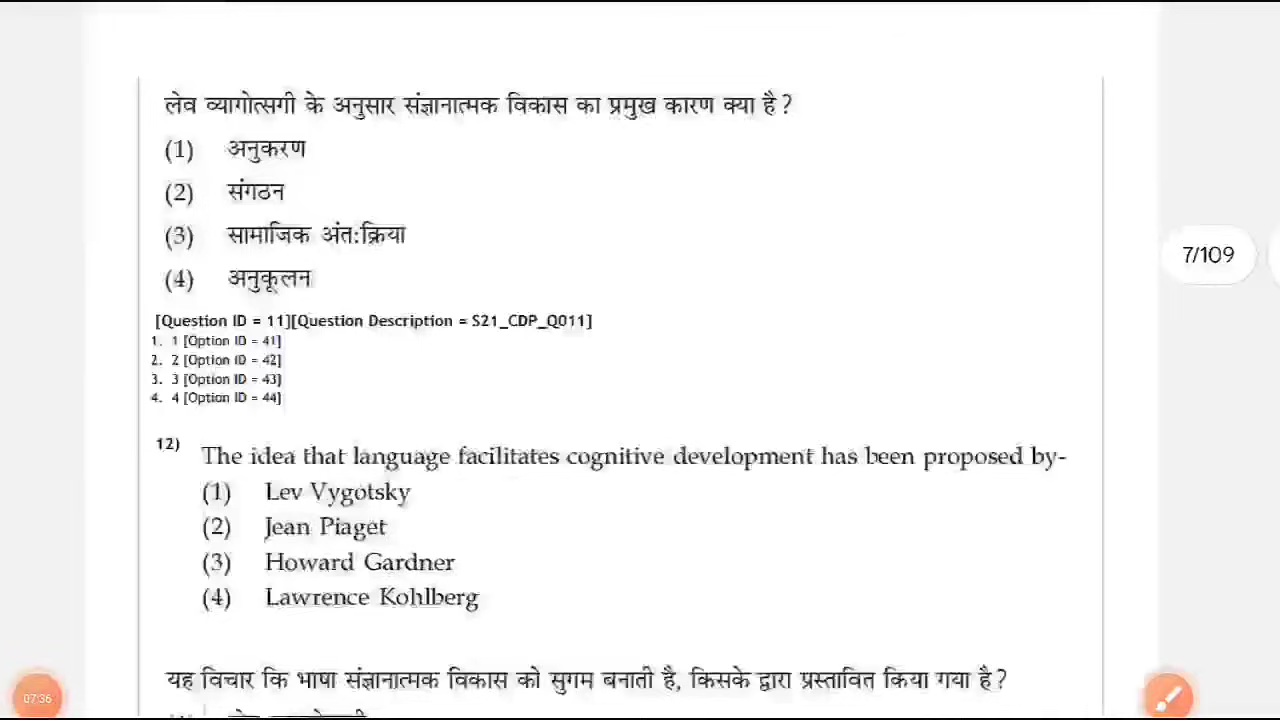 लेव व्यागोत्सगी के अनुसार संज्ञानात्मक विकास का प्रमुख कारण क्या है?
(1) अनुकरण
(2) संगठन
(3) सामाजिक अंतःक्रिया
(4) अनुकूलन
7/109
[Question ID = 11][Question Description = S21_CDP_Q011]
1. 1 [Option ID = 41]
2. 2 [Option ID = 42]
3. 3 [Option ID = 43]
4. 4 [Option ID = 44]
12) The idea that language facilitates cognitive development has been proposed by-
(1) Lev Vygotsky
(2) Jean Piaget
(3) Howard Gardner
(4) Lawrence Kohlberg
यह विचार कि भाषा संज्ञानात्मक विकास को सुगम बनाती है, किसके द्वारा प्रस्तावित किया गया है?
07:36